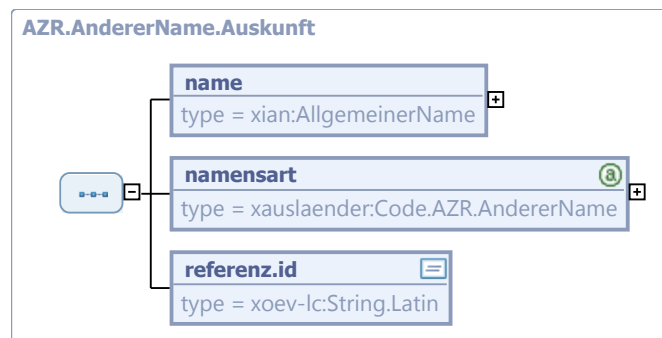 AZR.AndererName.Auskunft
name
type = xian:AllgemeinerName
namensart
type = xauslaender:Code.AZR.AndererName
referenz.id
type = xoev-lc:String.Latin